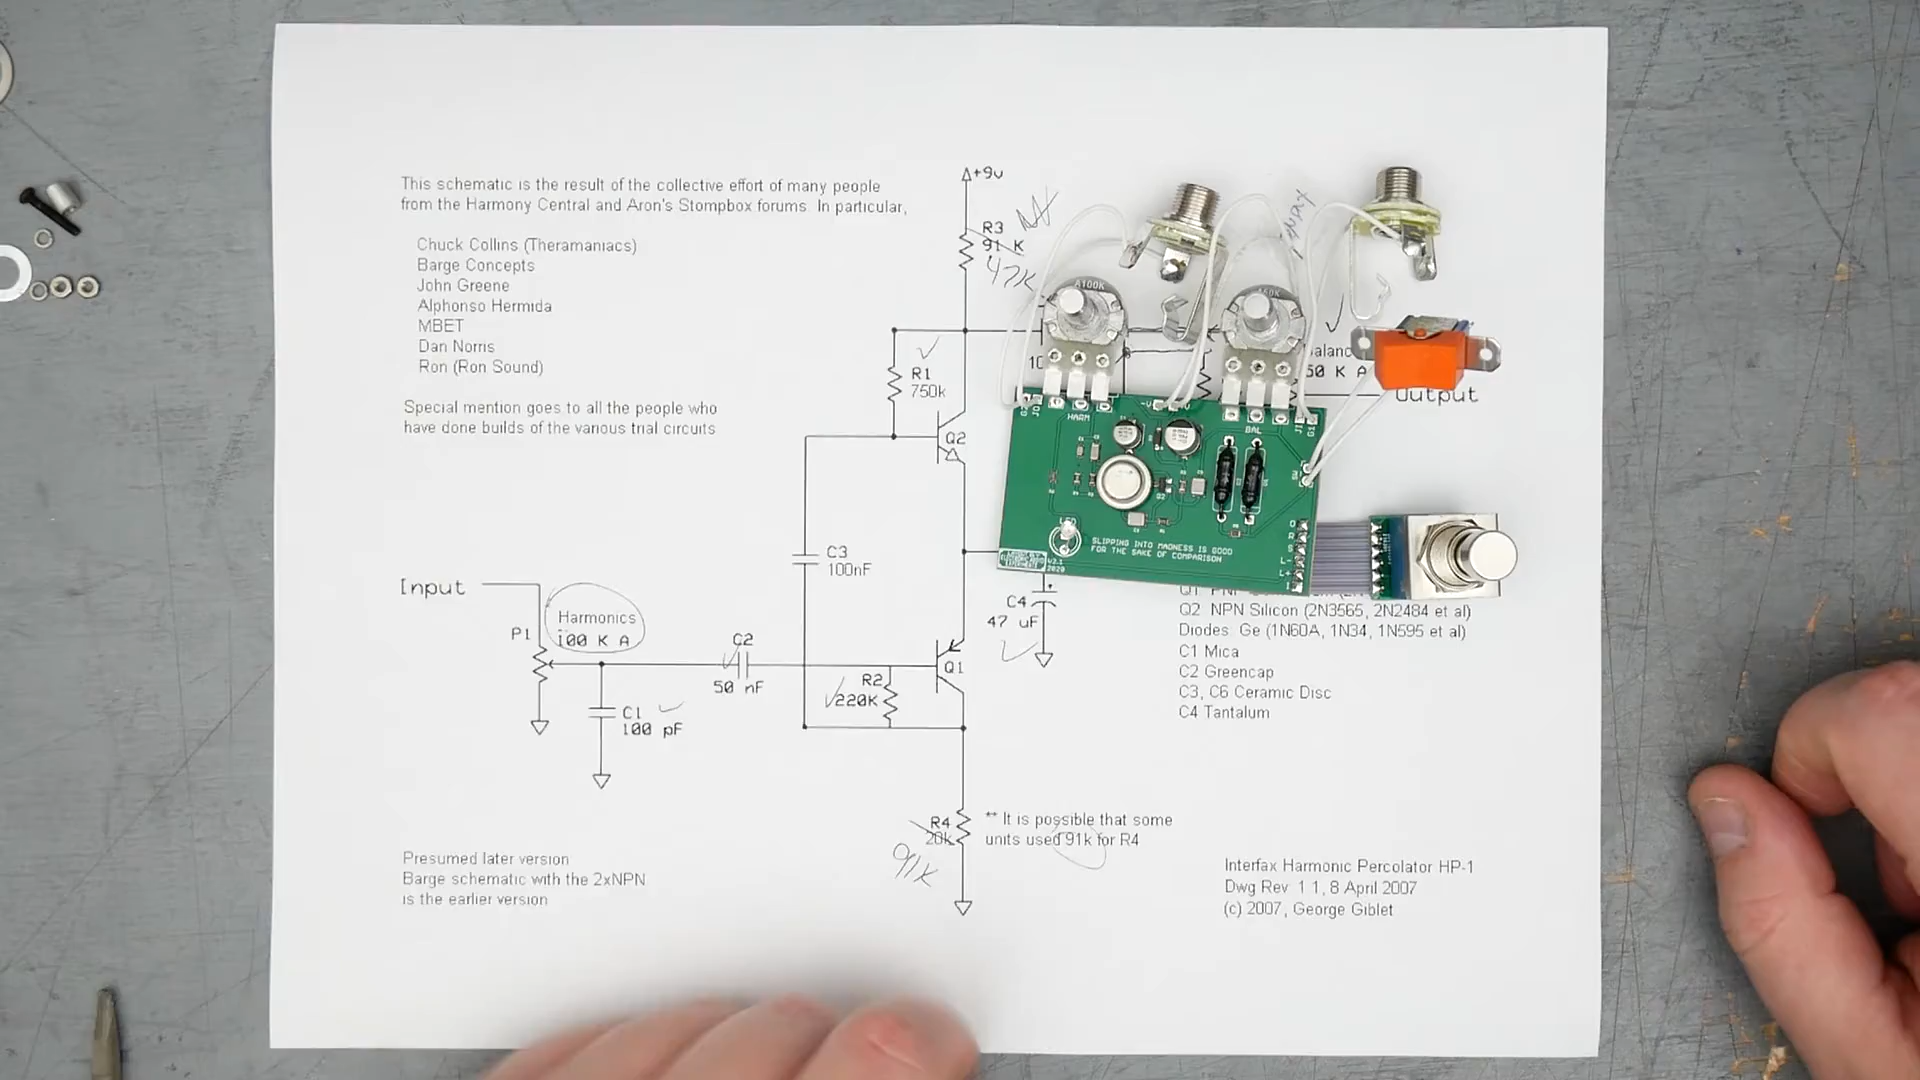 This schematic is the result of the collective effort of many people
from the Harmony Central and Aron's Stompbox forums. In particular,
Chuck Collins (Theramaniacs)
Barge Concepts
John Greene
Alphonso Hermida
MBET
Dan Norris
Ron (Ron Sound)
Special mention goes to all the people who
have done builds of the various trial circuits
+9v
R3
91 K
47K
R1
750k
Q2
C3
100nF
Input
P1
Harmonics
100 K A
C1
100 pF
C2
50 nF
R2
220K
Q1
C4
47 uF
50 K A
Output
A100K
HARM
BAL
LED
SLIPPING INTO MADNESS IS GOOD
FOR THE SAKE OF COMPARISON
V2.1
2020
Q2 NPN Silicon (2N3565, 2N2484 et al)
Diodes: Ge (1N60A, 1N34, 1N595 et al)
C1 Mica
C2 Greencap
C3, C6 Ceramic Disc
C4 Tantalum
R4
20k
91K
** It is possible that some
units used 91k for R4
Presumed later version
Barge schematic with the 2xNPN
is the earlier version
Interfax Harmonic Percolator HP-1
Dwg Rev 1 1, 8 April 2007
(c) 2007, George Giblet